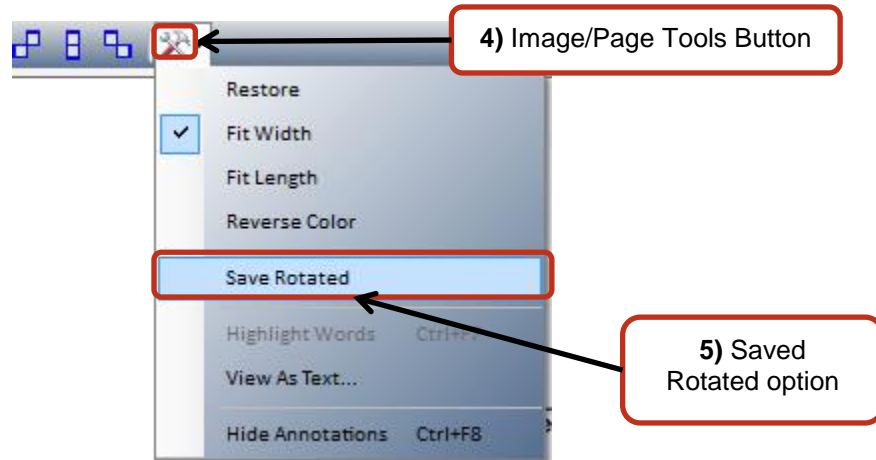 4) Image/Page Tools Button
Restore
Fit Width
Fit Length
Reverse Color
Save Rotated
Highlight Words
View As Text...
5) Saved
Rotated option
Hide Annotations Ctrl+F8